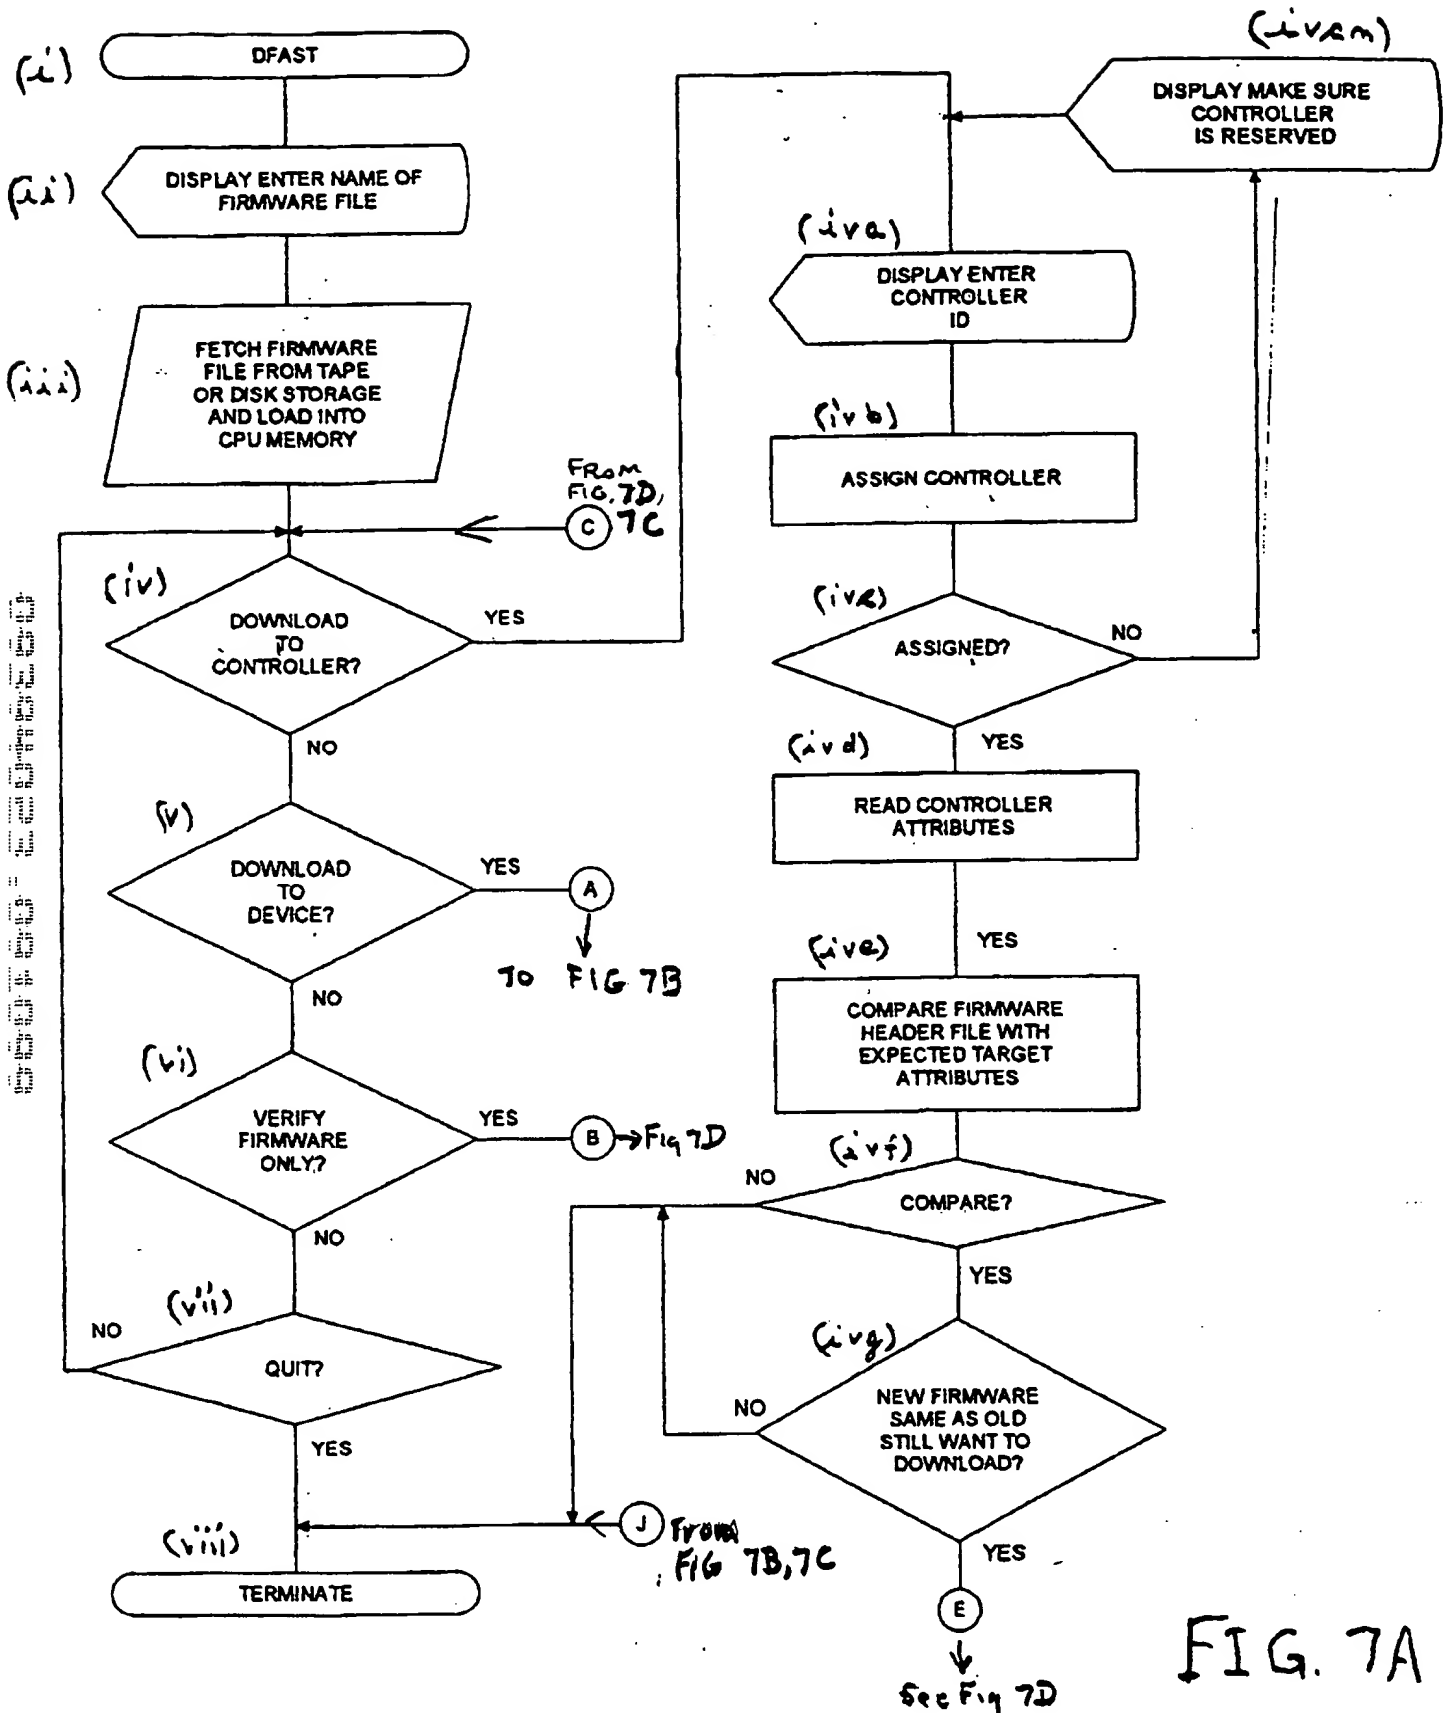 (i)
DFAST
(ii)
DISPLAY ENTER NAME OF
FIRMWARE FILE
(iii)
FETCH FIRMWARE
FILE FROM TAPE
OR DISK STORAGE
AND LOAD INTO
CPU MEMORY
FROM
FIG. 7D,
C 7C
(iv)
DOWNLOAD
TO
CONTROLLER?
YES
NO
(v)
DOWNLOAD
TO
DEVICE?
YES
A
TO FIG 7B
NO
(vi)
VERIFY
FIRMWARE
ONLY?
YES
B
Fig 7D
NO
(vii)
NO
QUIT?
YES
(viii)
TERMINATE
(ivcn)
DISPLAY MAKE SURE
CONTROLLER
IS RESERVED
(iva)
DISPLAY ENTER
CONTROLLER
ID
(ivb)
ASSIGN CONTROLLER
(ivc)
ASSIGNED?
NO
YES
(ivd)
READ CONTROLLER
ATTRIBUTES
YES
(ive)
COMPARE FIRMWARE
HEADER FILE WITH
EXPECTED TARGET
ATTRIBUTES
(ivf)
NO
COMPARE?
YES
(ivg)
NO
NEW FIRMWARE
SAME AS OLD
STILL WANT TO
DOWNLOAD?
YES
J From
FIG 7B, 7C
E
See Fig 7D
FIG. 7A